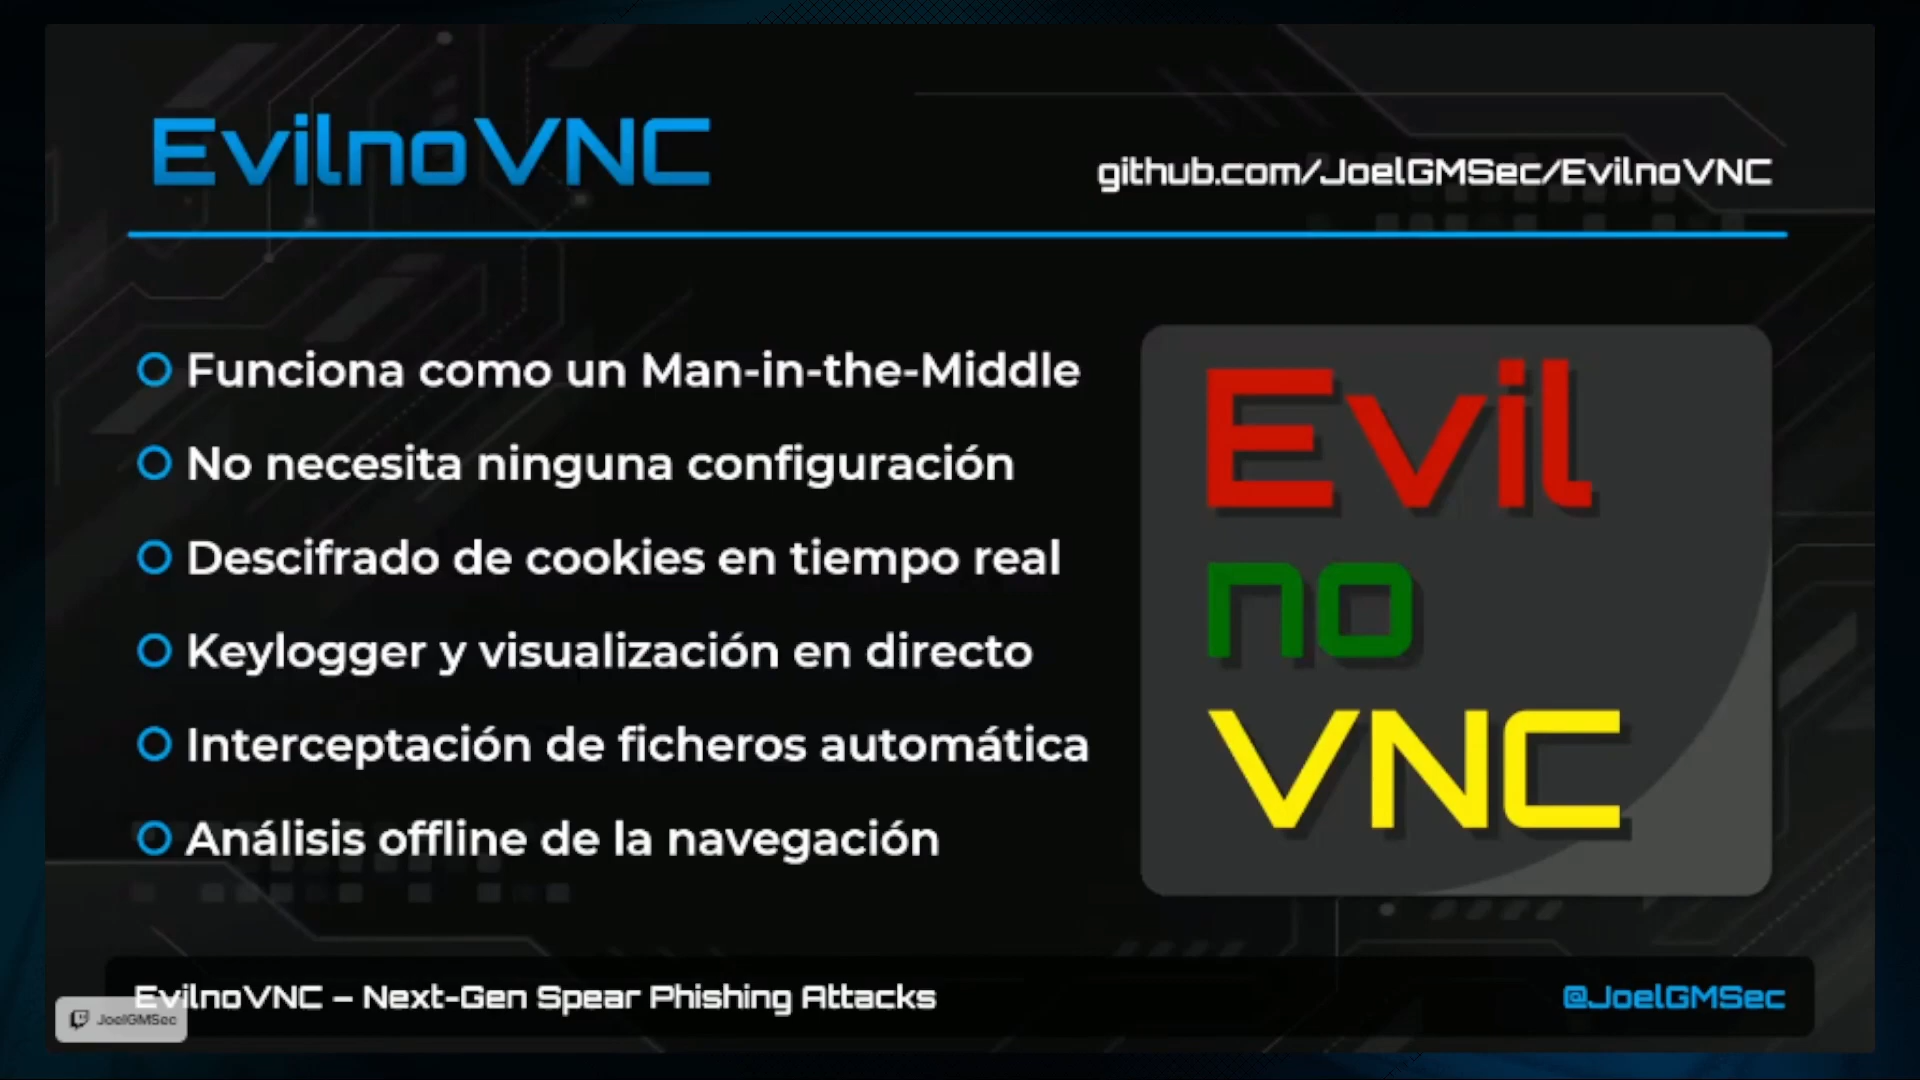 EvilnoVNC
github.com/JoelGMSec/EvilnoVNC
Funciona como un Man-in-the-Middle
No necesita ninguna configuración
Descifrado de cookies en tiempo real
Keylogger y visualización en directo
Interceptación de ficheros automática
Análisis offline de la navegación
Evil
no
VNC
EvilnoVNC – Next-Gen Spear Phishing Attacks
@JoelGMSec
JoelGMSec